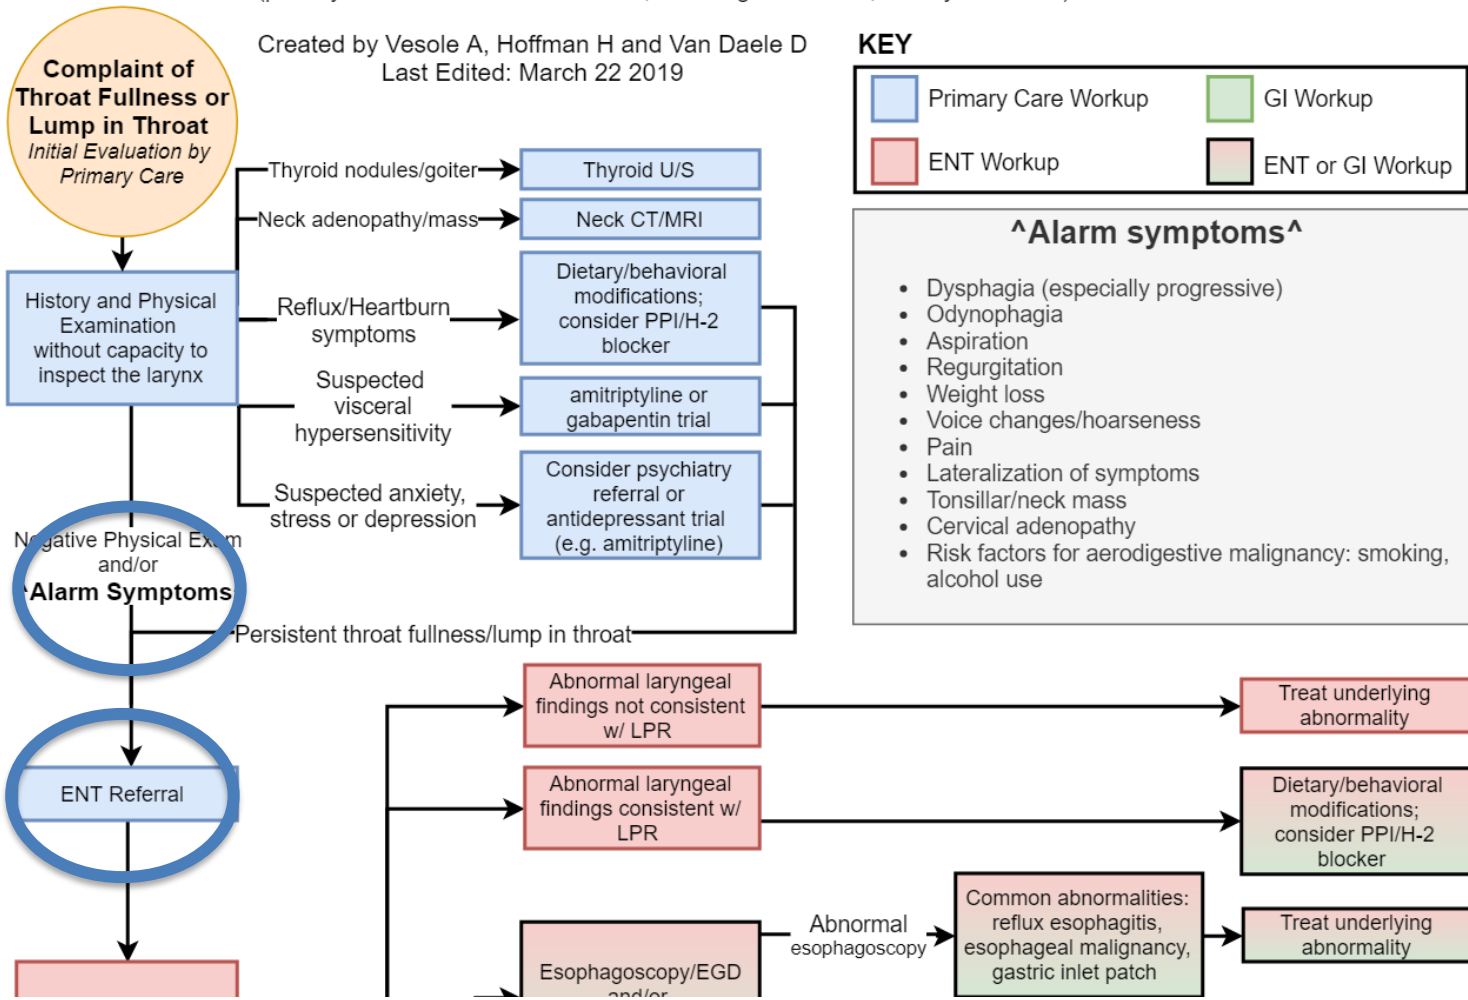 Created by Vesole A, Hoffman H and Van Daele D
Last Edited: March 22 2019
KEY
Primary Care Workup
GI Workup
ENT Workup
ENT or GI Workup
Complaint of
Throat Fullness or
Lump in Throat
Initial Evaluation by
Primary Care
History and Physical
Examination
without capacity to
inspect the larynx
Thyroid nodules/goiter
Thyroid U/S
Neck adenopathy/mass
Neck CT/MRI
Reflux/Heartburn
symptoms
Dietary/behavioral
modifications;
consider PPI/H-2
blocker
Suspected
visceral
hypersensitivity
amitriptyline or
gabapentin trial
Suspected anxiety,
stress or depression
Consider psychiatry
referral or
antidepressant trial
(e.g. amitriptyline)
^Alarm symptoms^
• Dysphagia (especially progressive)
• Odynophagia
• Aspiration
• Regurgitation
• Weight loss
• Voice changes/hoarseness
• Pain
• Lateralization of symptoms
• Tonsillar/neck mass
• Cervical adenopathy
• Risk factors for aerodigestive malignancy: smoking,
alcohol use
Negative Physical Exam
and/or
^Alarm Symptoms
Persistent throat fullness/lump in throat
ENT Referral
Abnormal laryngeal
findings not consistent
w/ LPR
Treat underlying
abnormality
Abnormal laryngeal
findings consistent w/
LPR
Dietary/behavioral
modifications;
consider PPI/H-2
blocker
Esophagoscopy/EGD
and/or
Abnormal
esophagoscopy
Common abnormalities:
reflux esophagitis,
esophageal malignancy,
gastric inlet patch
Treat underlying
abnormality